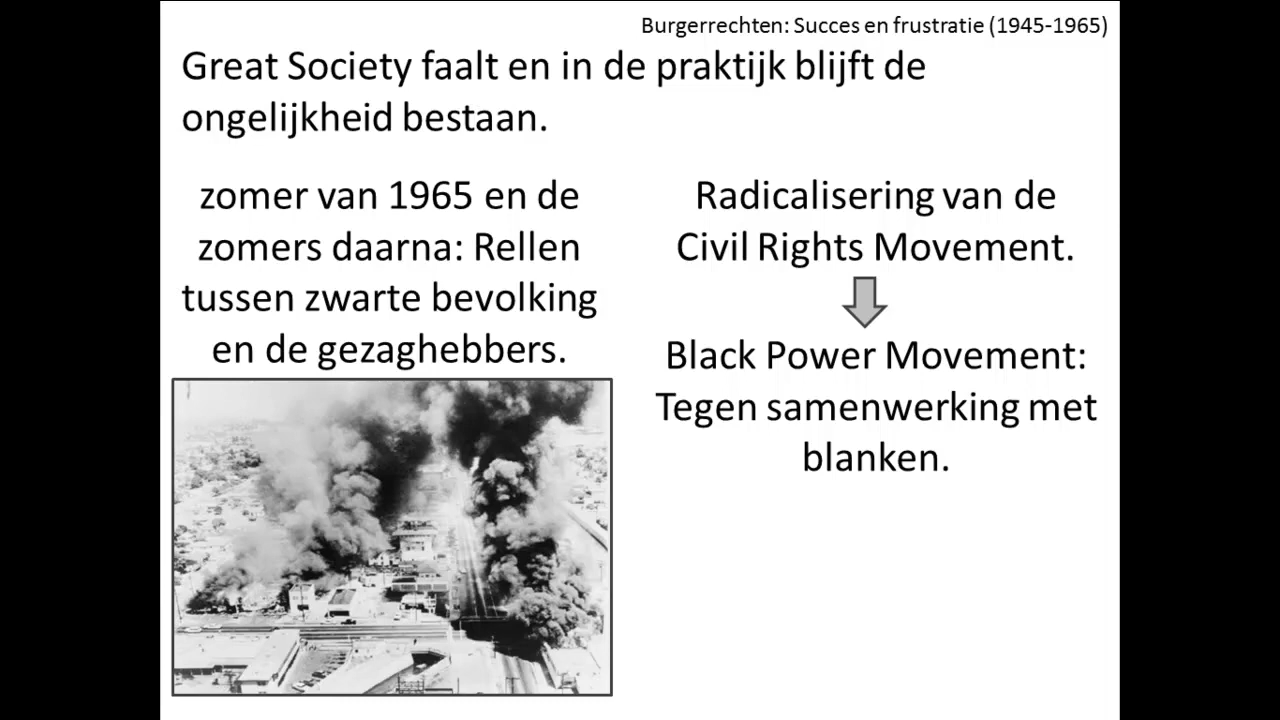 Burgerrechten: Succes en frustratie (1945-1965)
Great Society faalt en in de praktijk blijft de
ongelijkheid bestaan.
zomer van 1965 en de
zomers daarna: Rellen
tussen zwarte bevolking
en de gezaghebbers.
Radicalisering van de
Civil Rights Movement.
Black Power Movement:
Tegen samenwerking met
blanken.